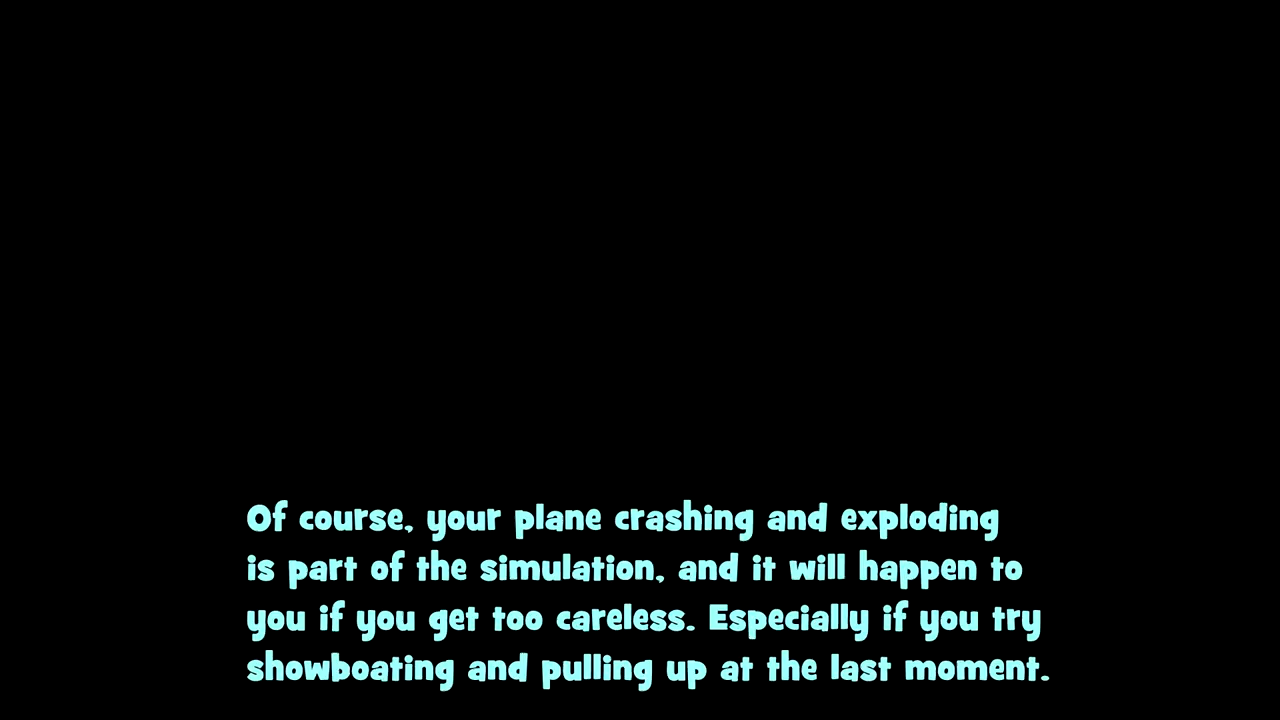 Of course, your plane crashing and exploding
is part of the simulation, and it will happen to
you if you get too careless. Especially if you try
showboating and pulling up at the last moment.